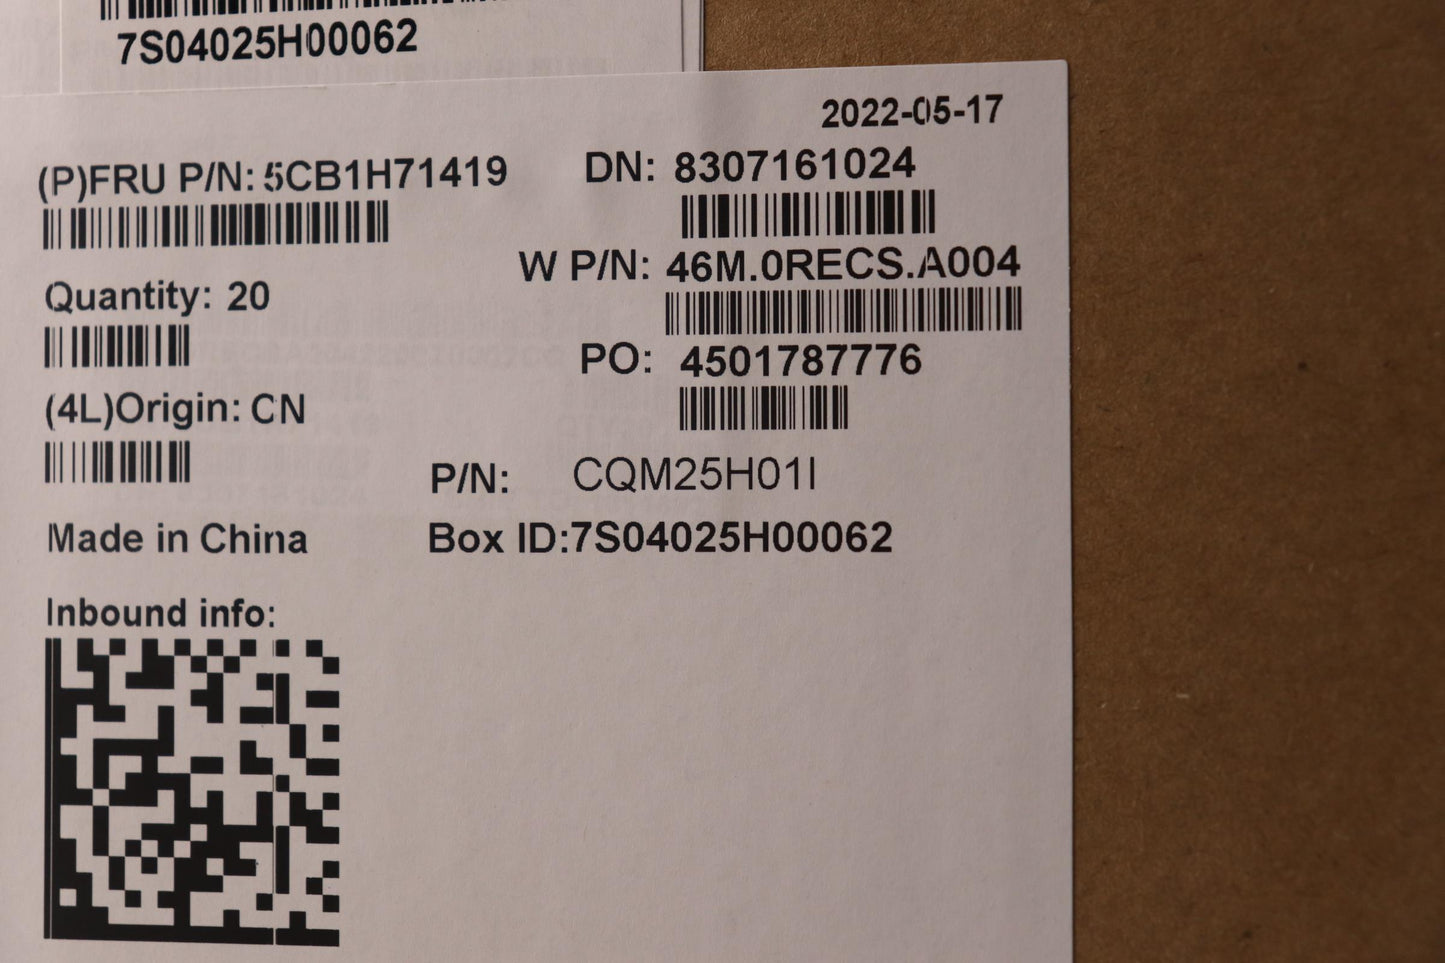 7S04025H00062
2022-05-17
(P)FRU P/N: 5CB1H71419
DN: 8307161024
W P/N: 46M.0RECS.A004
Quantity: 20
PO: 4501787776
(4L)Origin: CN
P/N: CQM25H01I
Made in China
Box ID:7S04025H00062
Inbound info: